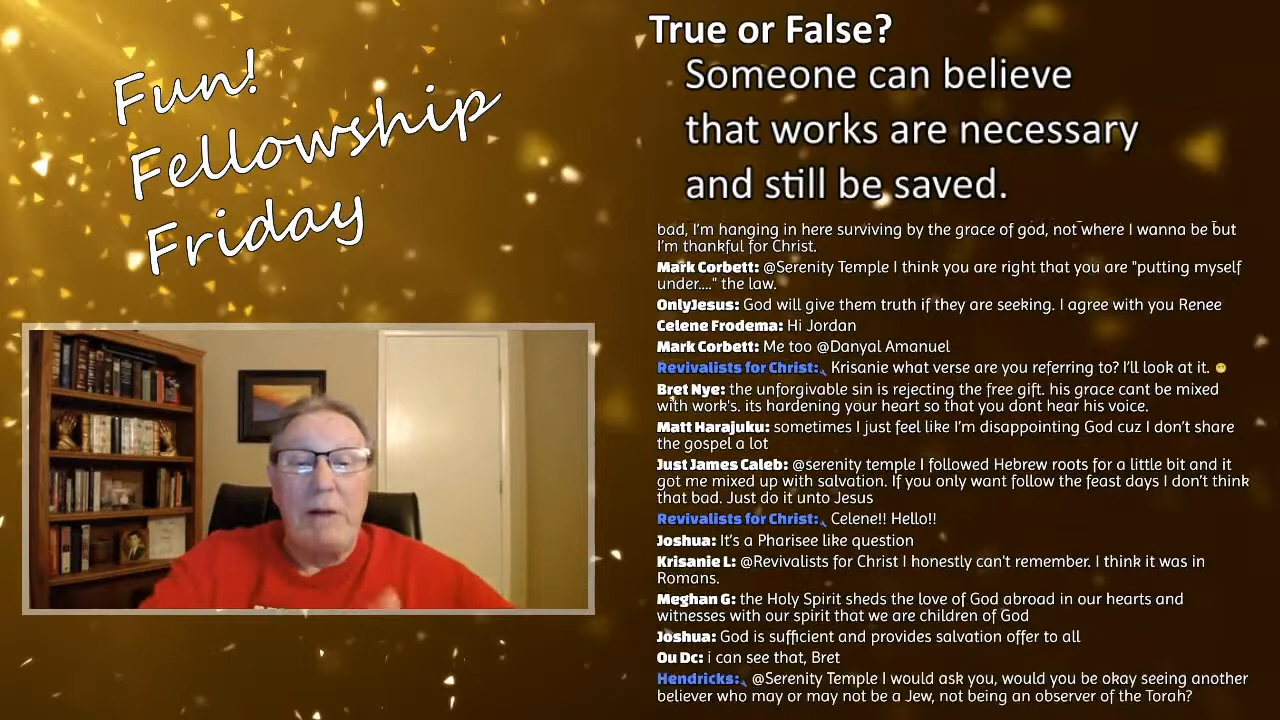 Fun!
Fellowship
Friday
True or False?
Someone can believe
that works are necessary
and still be saved.
bad, I'm hanging in here surviving by the grace of god, not where I wanna be but
I'm thankful for Christ.
Mark Corbett: @Serenity Temple I think you are right that you are "putting myself
under...." the law.
OnlyJesus: God will give them truth if they are seeking. I agree with you Renee
Celene Frodema: Hi Jordan
Mark Corbett: Me too @Danyal Amanuel
Revivalists for Christ: Krisanie what verse are you referring to? I'll look at it. 😁
Bret Nye: the unforgivable sin is rejecting the free gift. his grace cant be mixed
with work's. its hardening your heart so that you dont hear his voice.
Matt Harajuku: sometimes I just feel like I'm disappointing God cuz I don't share
the gospel a lot
Just James Caleb: @serenity temple I followed Hebrew roots for a little bit and it
got me mixed up with salvation. If you only want follow the feast days I don't think
that bad. Just do it unto Jesus
Revivalists for Christ: Celene!! Hello!!
Joshua: It's a Pharisee like question
Krisanie L: @Revivalists for Christ I honestly can't remember. I think it was in
Romans.
Meghan G: the Holy Spirit sheds the love of God abroad in our hearts and
witnesses with our spirit that we are children of God
Joshua: God is sufficient and provides salvation offer to all
Ou Dc: i can see that, Bret
Hendricks: @Serenity Temple I would ask you, would you be okay seeing another
believer who may or may not be a Jew, not being an observer of the Torah?